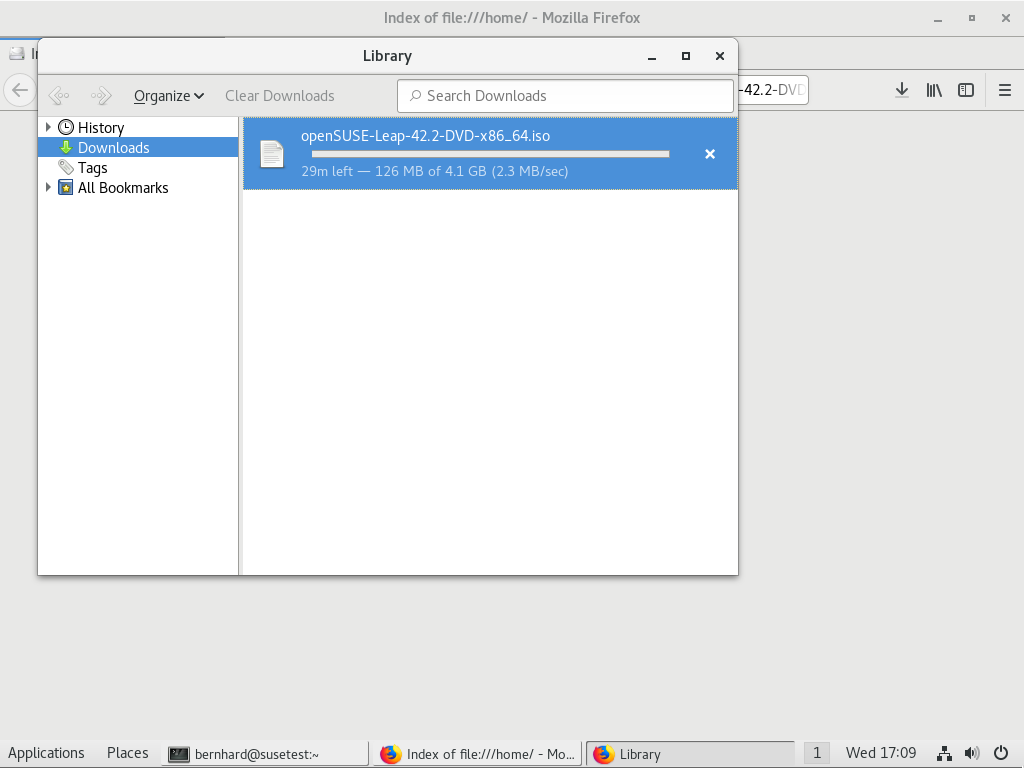 Index of file:///home/ - Mozilla Firefox
Library
Organize
Clear Downloads
Search Downloads
-42.2-DVD
History
Downloads
Tags
All Bookmarks
openSUSE-Leap-42.2-DVD-x86_64.iso
29m left — 126 MB of 4.1 GB (2.3 MB/sec)
Applications
Places
bernhard@susetest:~
Index of file:///home/ - Mo...
Library
1
Wed 17:09